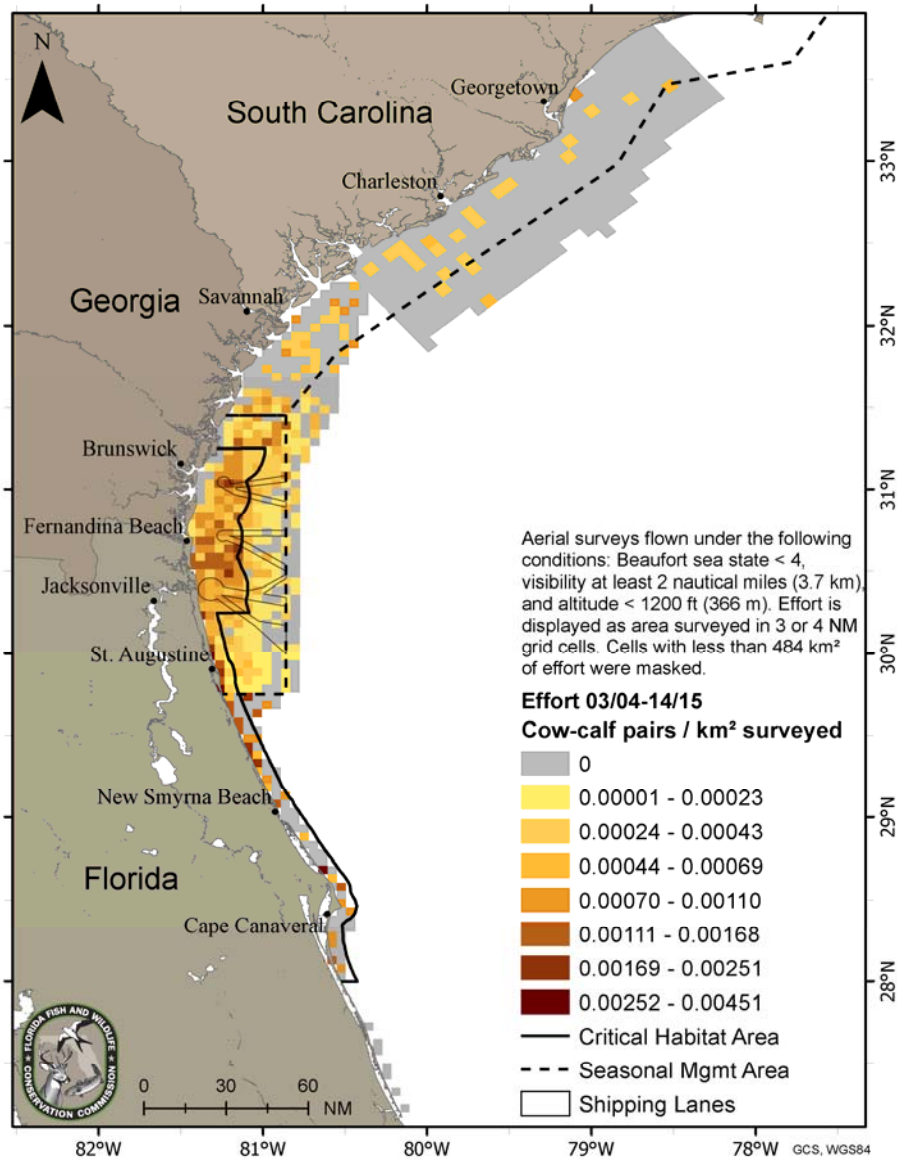 N
Georgetown
South Carolina
33°N
Charleston
Georgia
Savannah
32°N
Brunswick
31°N
Fernandina Beach
Jacksonville
Aerial surveys flown under the following
conditions: Beaufort sea state < 4,
visibility at least 2 nautical miles (3.7 km),
and altitude < 1200 ft (366 m). Effort is
displayed as area surveyed in 3 or 4 NM
grid cells. Cells with less than 484 km²
of effort were masked.
30°N
St. Augustine
Effort 03/04-14/15
Cow-calf pairs / km² surveyed
0
0.00001 - 0.00023
0.00024 - 0.00043
0.00044 - 0.00069
0.00070 - 0.00110
0.00111 - 0.00168
0.00169 - 0.00251
0.00252 - 0.00451
Critical Habitat Area
Seasonal Mgmt Area
Shipping Lanes
29°N
New Smyrna Beach
Florida
Cape Canaveral
28°N
FLORIDA FISH AND WILDLIFE
CONSERVATION COMMISSION
0 30 60
NM
82°W 81°W 80°W 79°W 78°W
GCS, WGS84